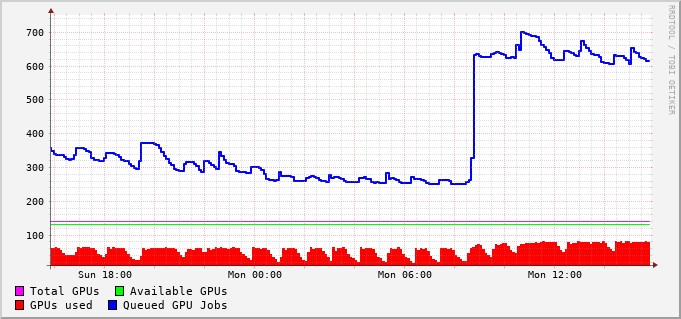 RRDTOOL / TOBI OETIKER
700
600
500
400
300
200
100
Sun 18:00 Mon 00:00 Mon 06:00 Mon 12:00
Total GPUs Available GPUs
GPUs used Queued GPU Jobs